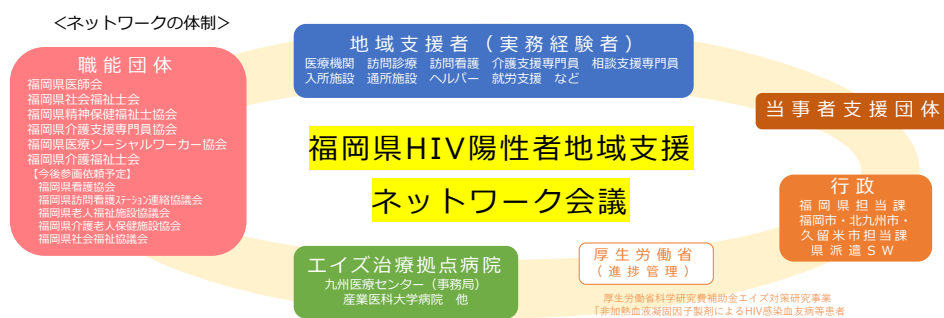 ＜ネットワークの体制＞
職能団体
福岡県医師会
福岡県社会福祉士会
福岡県精神保健福祉士協会
福岡県介護支援専門員協会
福岡県医療ソーシャルワーカー協会
福岡県介護福祉士会
【今後参画依頼予定】
福岡県看護協会
福岡県訪問看護ステーション連絡協議会
福岡県老人福祉施設協議会
福岡県介護老人保健施設協会
福岡県社会福祉協議会
地域支援者（実務経験者）
医療機関　訪問診療　訪問看護　介護支援専門員　相談支援専門員
入所施設　通所施設　ヘルパー　就労支援　など
当事者支援団体
福岡県HIV陽性者地域支援
ネットワーク会議
行政
福岡県担当課
福岡市・北九州市・
久留米市担当課
県派遣SW
エイズ治療拠点病院
九州医療センター（事務局）
産業医科大学病院　他
厚生労働省
（進捗管理）
厚生労働省科学研究費補助金エイズ対策研究事業
「非加熱血液凝固因子製剤によるHIV感染血友病等患者